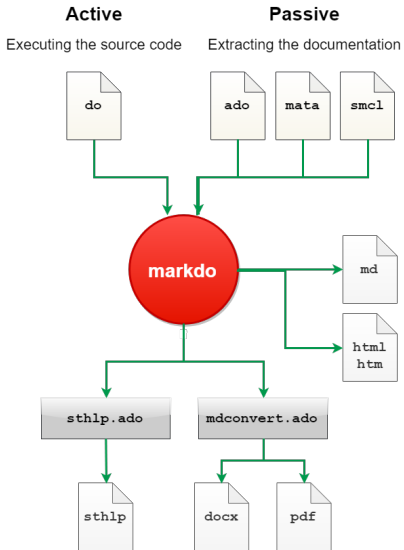 Active Passive
Executing the source code Extracting the documentation
do ado mata smcl
markdo
md
html
htm
sthlp.ado mdconvert.ado
sthlp docx pdf